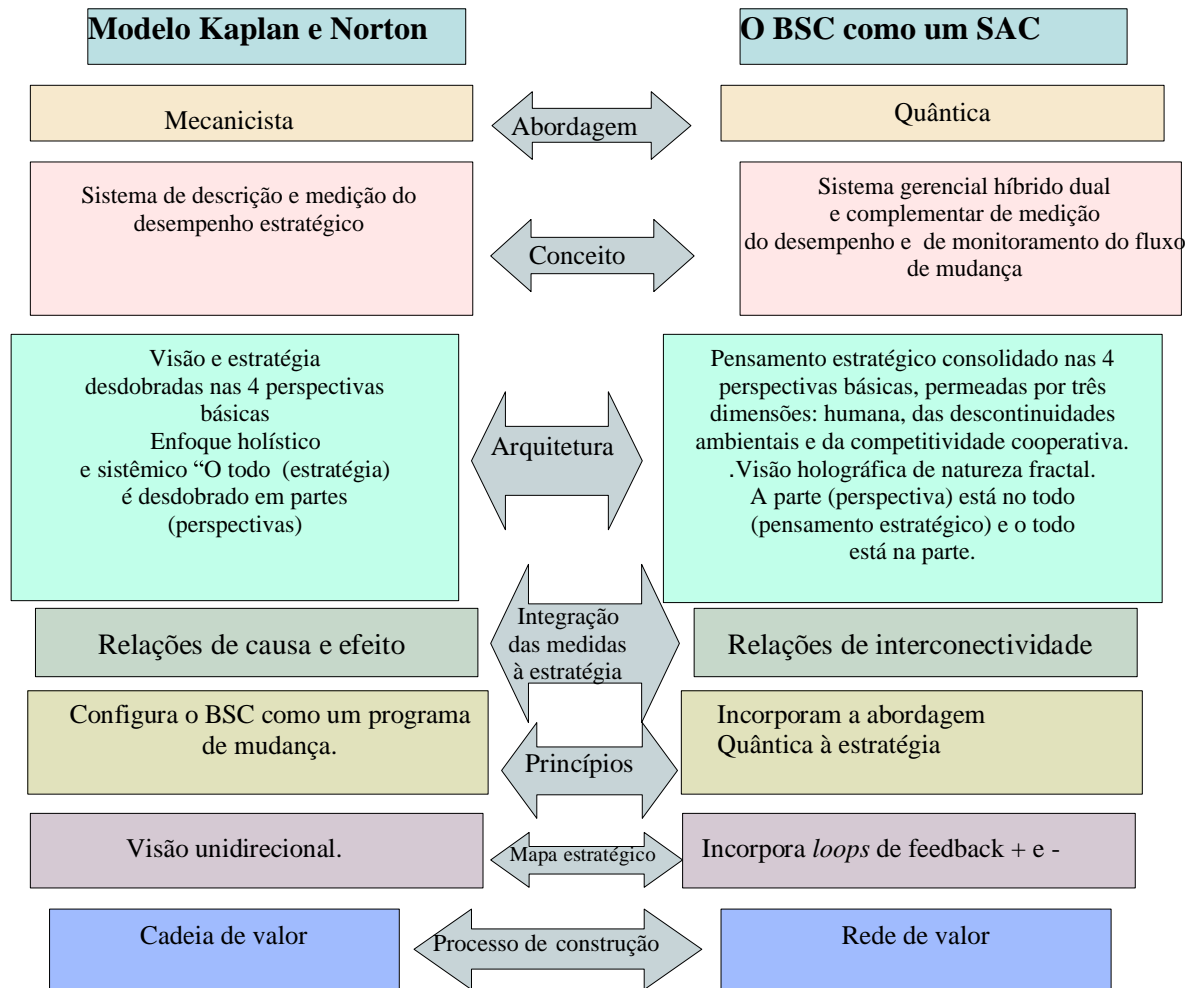 Modelo Kaplan e Norton
O BSC como um SAC
Mecanicista
Abordagem
Quântica
Sistema de descrição e medição do
desempenho estratégico
Conceito
Sistema gerencial híbrido dual
e complementar de medição
do desempenho e de monitoramento do fluxo
de mudança
Visão e estratégia
desdobradas nas 4 perspectivas
básicas
Enfoque holístico
e sistêmico “O todo (estratégia)
é desdobrado em partes
(perspectivas)
Arquitetura
Pensamento estratégico consolidado nas 4
perspectivas básicas, permeadas por três
dimensões: humana, das descontinuidades
ambientais e da competitividade cooperativa.
.Visão holográfica de natureza fractal.
A parte (perspectiva) está no todo
(pensamento estratégico) e o todo
está na parte.
Relações de causa e efeito
Integração
das medidas
à estratégia
Relações de interconectividade
Configura o BSC como um programa
de mudança.
Princípios
Incorporam a abordagem
Quântica à estratégia
Visão unidirecional.
Mapa estratégico
Incorpora loops de feedback + e -
Cadeia de valor
Processo de construção
Rede de valor